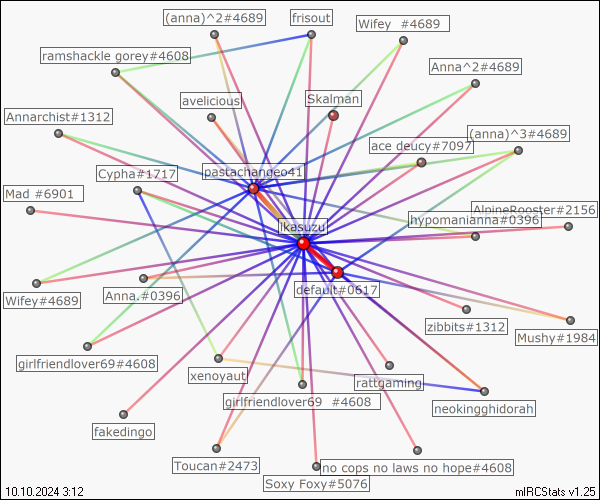 (anna)^2#4689
frisout
Wifey  #4689
ramshackle gorey#4608
Anna^2#4689
avelicious
Skalman
Annarchist#1312
(anna)^3#4689
ace deucy#7097
pastachangeo41
Cypha#1717
Mad #6901
AlpineRooster#2156
hypomanianna#0396
ikasuzu
default#0617
Anna.#0396
Wifey#4689
zibbits#1312
Mushy#1984
girlfriendlover69#4608
xenoyaut
rattgaming
girlfriendlover69  #4608
neokingghidorah
fakedingo
Toucan#2473
no cops no laws no hope#4608
Soxy Foxy#5076
10.10.2024 3:12
mIRCStats v1.25